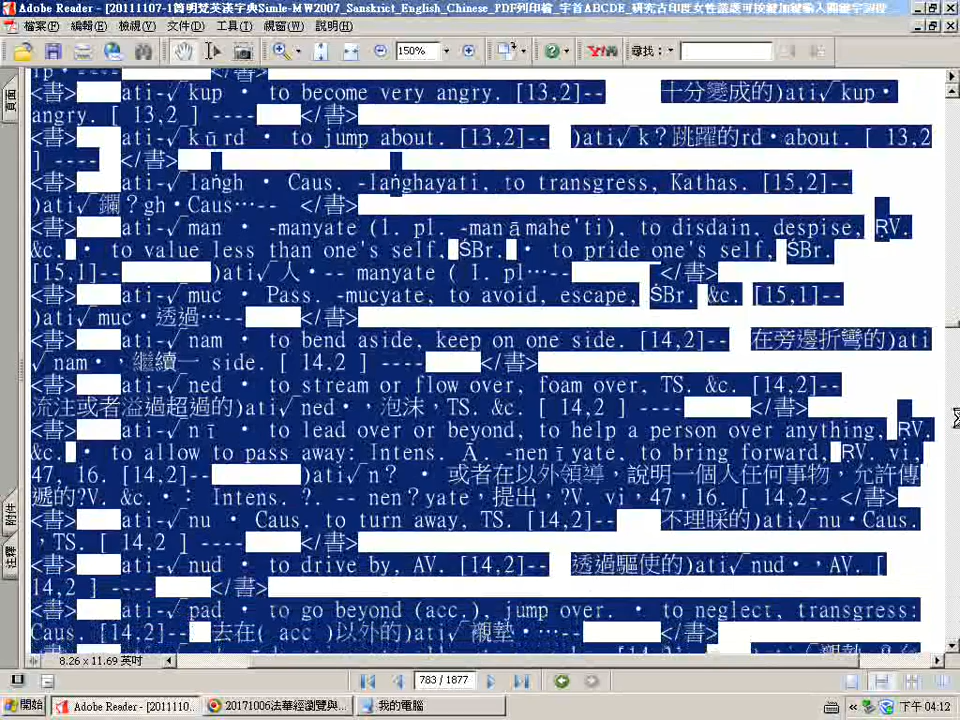 Adobe Reader - [20111107-1簡明梵英漢字典Simle-MW2007_Sanskrict_English_Chinese_PDF列印檔_字首ABCDE_研究古印度女性議題可按鍵加鍵輸入關鍵字詞搜
檔案(F) 編輯(E) 檢視(V) 文件(D) 工具(T) 視窗(W) 說明(H)
150% Y! 尋找：
頁面
附件
註釋
<書> ati-√kup • to become very angry. [13,2]-- 十分變成的)ati√kup•
angry. [ 13,2 ] ---- </書>
<書> ati-√kūrd • to jump about. [13,2]-- )ati√k？跳躍的rd•about. [ 13,2
] ---- </書>
<書> ati-√laṅgh • Caus. -laṅghayati, to transgress, Kathas. [15,2]--
)ati√鑭？gh•Caus…-- </書>
<書> ati-√man • -manyate (1. pl. -manāmahe'ti), to disdain, despise, ṚV.
&c. • to value less than one's self, ŚBr. • to pride one's self, ŚBr.
[15,1]-- )ati√人•-- manyate ( 1. pl…-- </書>
<書> ati-√muc • Pass. -mucyate, to avoid, escape, ŚBr. &c. [15,1]--
)ati√muc•透過…-- </書>
<書> ati-√nam • to bend aside, keep on one side. [14,2]-- 在旁邊折彎的)ati
√nam•，繼續一 side. [ 14,2 ] ---- </書>
<書> ati-√ned • to stream or flow over, foam over, TS. &c. [14,2]--
流注或者溢過超過的)ati√ned•，泡沫，TS. &c. [ 14,2 ] ---- </書>
<書> ati-√nī • to lead over or beyond, to help a person over anything, ṚV.
&c. • to allow to pass away: Intens. Ā. -nenīyate, to bring forward, ṚV. vi,
47, 16. [14,2]-- )ati√n？ • 或者在以外領導，說明一個人任何事物，允許傳
遞的?V. &c.•： Intens. ?. -- nen？yate，提出，?V. vi，47，16. [ 14,2-- </書>
<書> ati-√nu • Caus. to turn away, TS. [14,2]-- 不理睬的)ati√nu•Caus.
，TS. [ 14,2 ] ---- </書>
<書> ati-√nud • to drive by, AV. [14,2]-- 透過驅使的)ati√nud•，AV. [
14,2 ] ---- </書>
<書> ati-√pad • to go beyond (acc.), jump over. • to neglect, transgress:
Caus. [14,2]-- 去在( acc )以外的)ati√襯墊•…-- </書>
8.26 x 11.69 英吋
783 / 1877
開始 Adobe Reader - [2011110... 20171006法華經瀏覽與... 我的電腦 « 下午 04:12